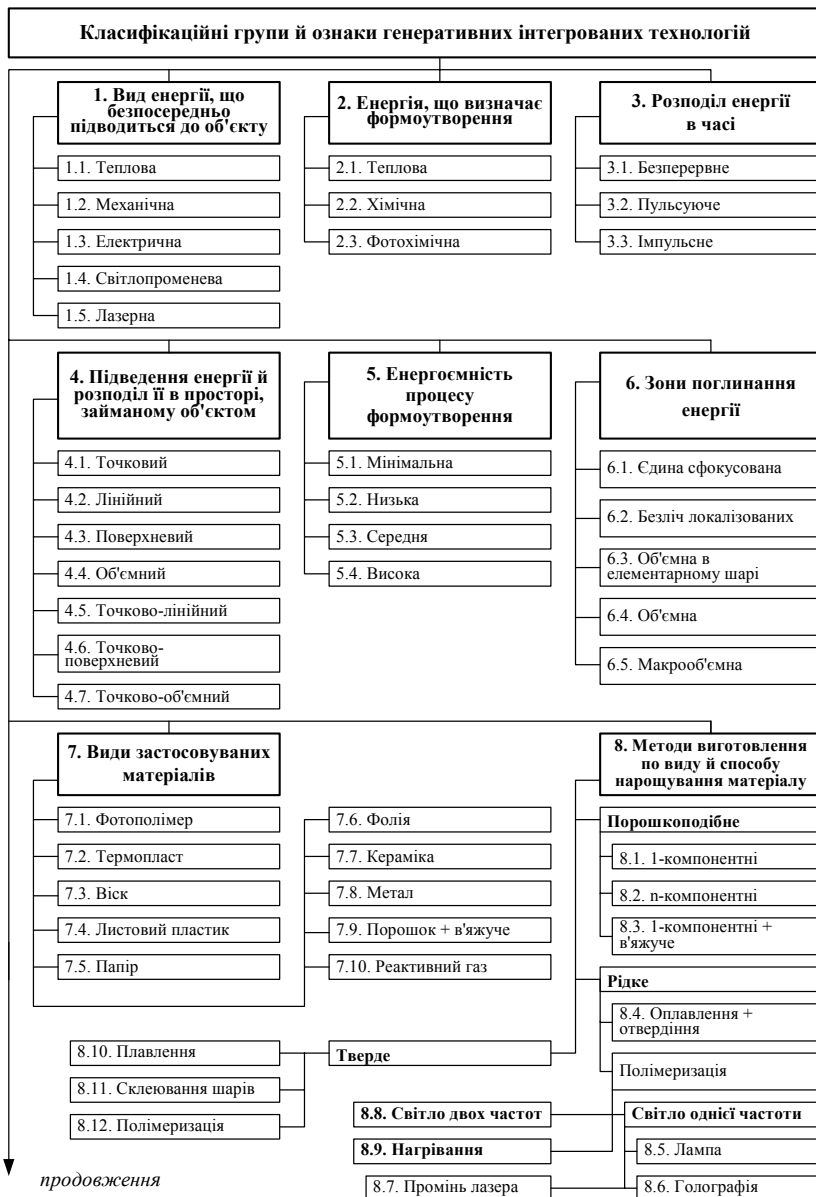 Класифікаційні групи й ознаки генеративних інтегрованих технологій
1. Вид енергії, що
безпосередньо
підводиться до об'єкту
1.1. Теплова
1.2. Механічна
1.3. Електрична
1.4. Світлопроменева
1.5. Лазерна
2. Енергія, що визначає
формоутворення
2.1. Теплова
2.2. Хімічна
2.3. Фотохімічна
3. Розподіл енергії
в часі
3.1. Безперервне
3.2. Пульсуюче
3.3. Імпульсне
4. Підведення енергії й
розподіл її в просторі,
займаному об'єктом
4.1. Точковий
4.2. Лінійний
4.3. Поверхневий
4.4. Об'ємний
4.5. Точково-лінійний
4.6. Точково-
поверхневий
4.7. Точково-об'ємний
5. Енергоємність
процесу
формоутворення
5.1. Мінімальна
5.2. Низька
5.3. Середня
5.4. Висока
6. Зони поглинання
енергії
6.1. Єдина сфокусована
6.2. Безліч локалізованих
6.3. Об'ємна в
елементарному шарі
6.4. Об'ємна
6.5. Макрооб'ємна
7. Види застосовуваних
матеріалів
7.1. Фотополімер
7.2. Термопласт
7.3. Віск
7.4. Листовий пластик
7.5. Папір
7.6. Фолія
7.7. Кераміка
7.8. Метал
7.9. Порошок + в'яжуче
7.10. Реактивний газ
8. Методи виготовлення
по виду й способу
нарощування матеріалу
Порошкоподібне
8.1. 1-компонентні
8.2. n-компонентні
8.3. 1-компонентні +
в'яжуче
Рідке
8.4. Оплавлення +
отвердіння
Полімеризація
Світло однієї частоти
8.5. Лампа
8.6. Голографія
8.7. Промінь лазера
8.8. Світло двох частот
8.9. Нагрівання
Тверде
8.10. Плавлення
8.11. Склеювання шарів
8.12. Полімеризація
продовження